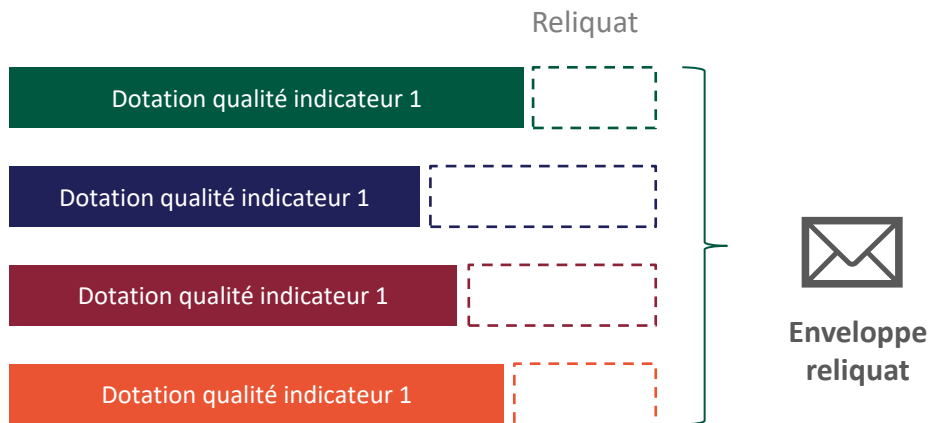 Reliquat
Dotation qualité indicateur 1
Dotation qualité indicateur 1
Dotation qualité indicateur 1
Dotation qualité indicateur 1
Enveloppe
reliquat